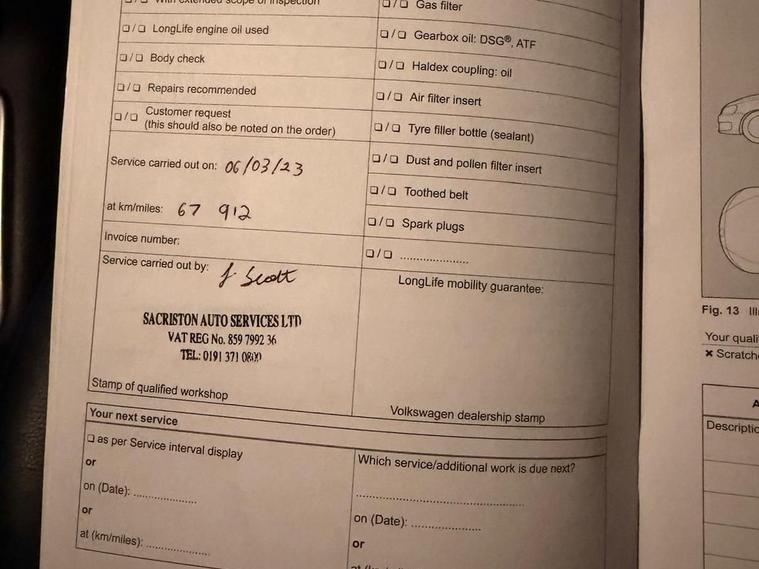 With extended scope of inspection
☐/☐ LongLife engine oil used
☐/☐ Body check
☐/☐ Repairs recommended
☐/☐ Customer request
(this should also be noted on the order)
Service carried out on: 06/03/23
at km/miles: 67 912
Invoice number:
Service carried out by: J Scott
SACRISTON AUTO SERVICES LTD
VAT REG No. 859 7992 36
TEL: 0191 371
Stamp of qualified workshop
☐/☐ Gas filter
☐/☐ Gearbox oil: DSG®, ATF
☐/☐ Haldex coupling: oil
☐/☐ Air filter insert
☐/☐ Tyre filler bottle (sealant)
☐/☐ Dust and pollen filter insert
☐/☐ Toothed belt
☐/☐ Spark plugs
☐/☐ ....................
LongLife mobility guarantee:
Volkswagen dealership stamp
Your next service
☐ as per Service interval display
or
on (Date): ..................
or
at (km/miles): ..................
Which service/additional work is due next?
................................................
on (Date): ....................
or
Fig. 13
Your quali
× Scratch
A
Descriptio